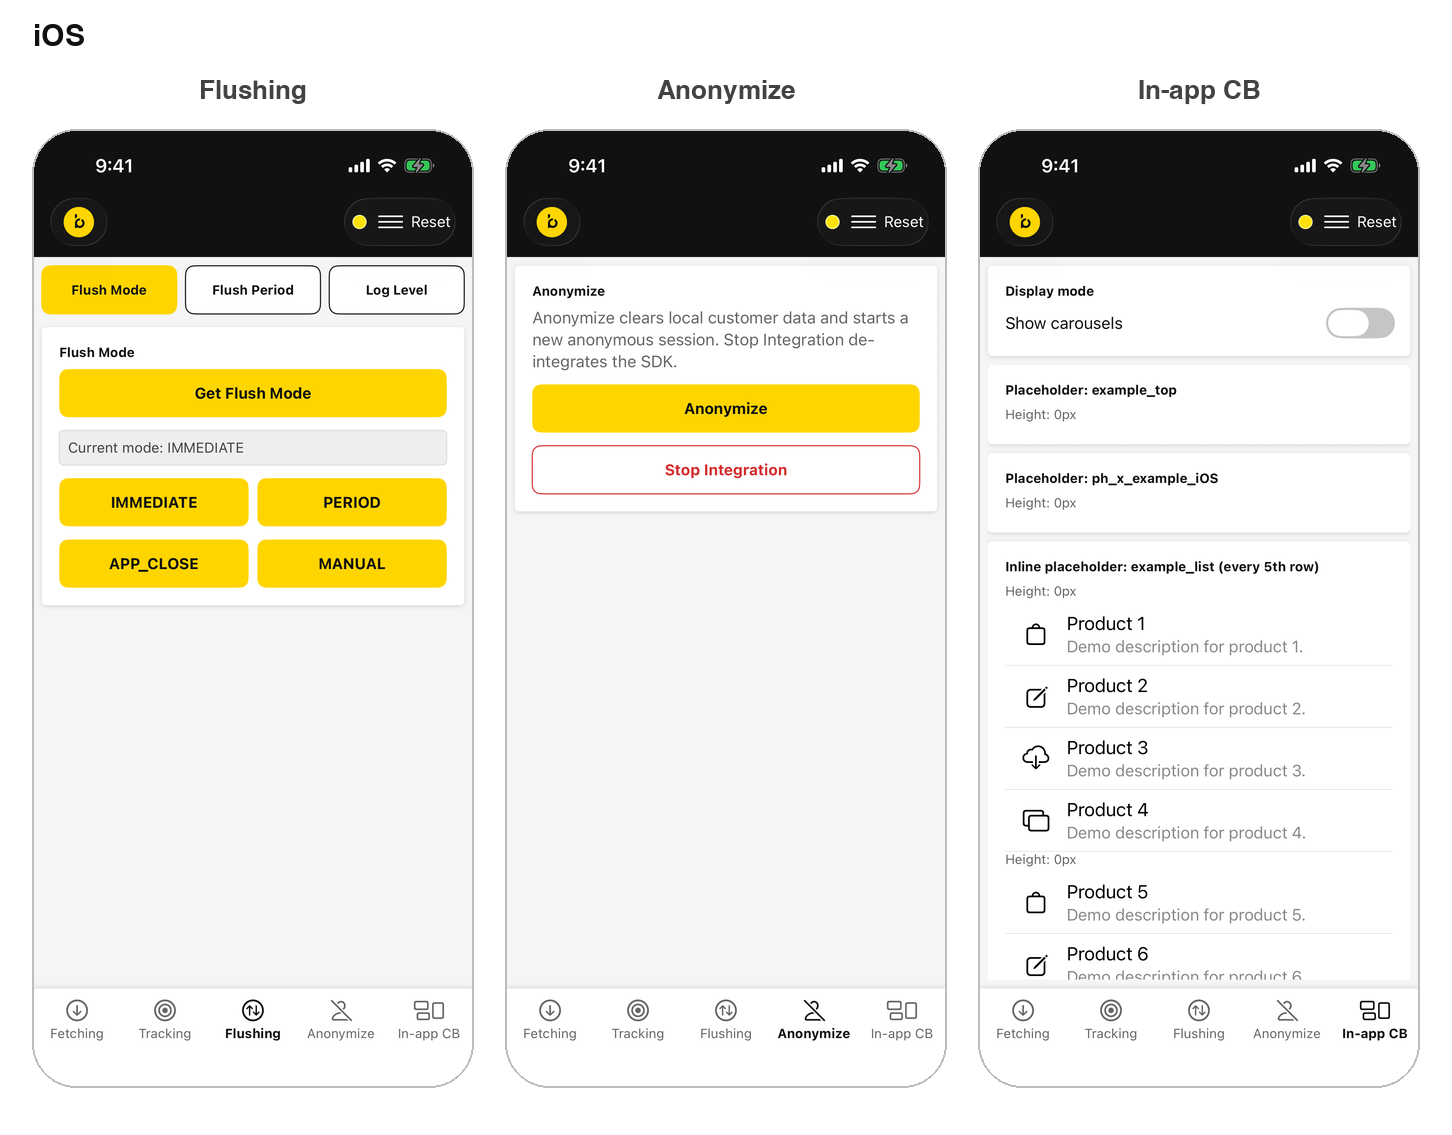 iOS
Flushing
9:41
Reset
Flush Mode
Flush Period
Log Level
Flush Mode
Get Flush Mode
Current mode: IMMEDIATE
IMMEDIATE
PERIOD
APP_CLOSE
MANUAL
Fetching
Tracking
Flushing
Anonymize
In-app CB
Anonymize
9:41
Reset
Anonymize
Anonymize clears local customer data and starts a
new anonymous session. Stop Integration de-
integrates the SDK.
Anonymize
Stop Integration
Fetching
Tracking
Flushing
Anonymize
In-app CB
In-app CB
9:41
Reset
Display mode
Show carousels
Placeholder: example_top
Height: 0px
Placeholder: ph_x_example_iOS
Height: 0px
Inline placeholder: example_list (every 5th row)
Height: 0px
Product 1
Demo description for product 1.
Product 2
Demo description for product 2.
Product 3
Demo description for product 3.
Product 4
Demo description for product 4.
Height: 0px
Product 5
Demo description for product 5.
Product 6
Demo description for product 6.
Fetching
Tracking
Flushing
Anonymize
In-app CB